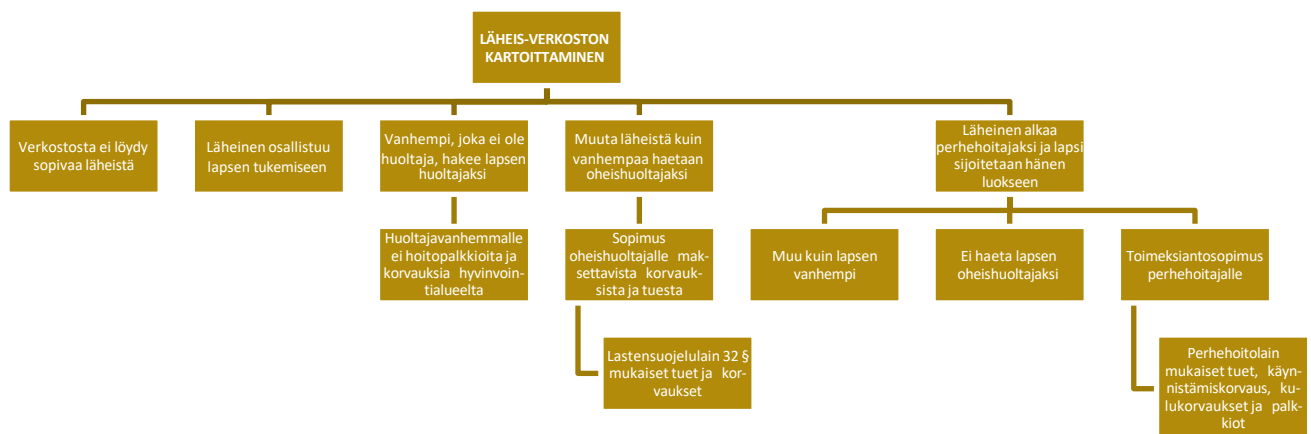 LÄHEIS-VERKOSTON
KARTOITTAMINEN
Verkostosta ei löydy
sopivaa läheistä
Läheinen osallistuu
lapsen tukemiseen
Vanhempi, joka ei ole
huoltaja, hakee lapsen
huoltajaksi
Muuta läheistä kuin
vanhempaa haetaan
oheishuoltajaksi
Läheinen alkaa
perhehoitajaksi ja lapsi
sijoitetaan hänen
luokseen
Huoltajavanhemmalle
ei hoitopalkkioita ja
korvauksia hyvinvoin-
tialueelta
Sopimus
oheishuoltajalle mak-
settavista korvauk-
sista ja tuesta
Muu kuin lapsen
vanhempi
Ei haeta lapsen
oheishuoltajaksi
Toimeksiantosopimus
perhehoitajalle
Lastensuojelulain 32 §
mukaiset tuet ja kor-
vaukset
Perhehoitolain
mukaiset tuet, käyn-
nistämiskorvaus, ku-
lukorvaukset ja palk-
kiot